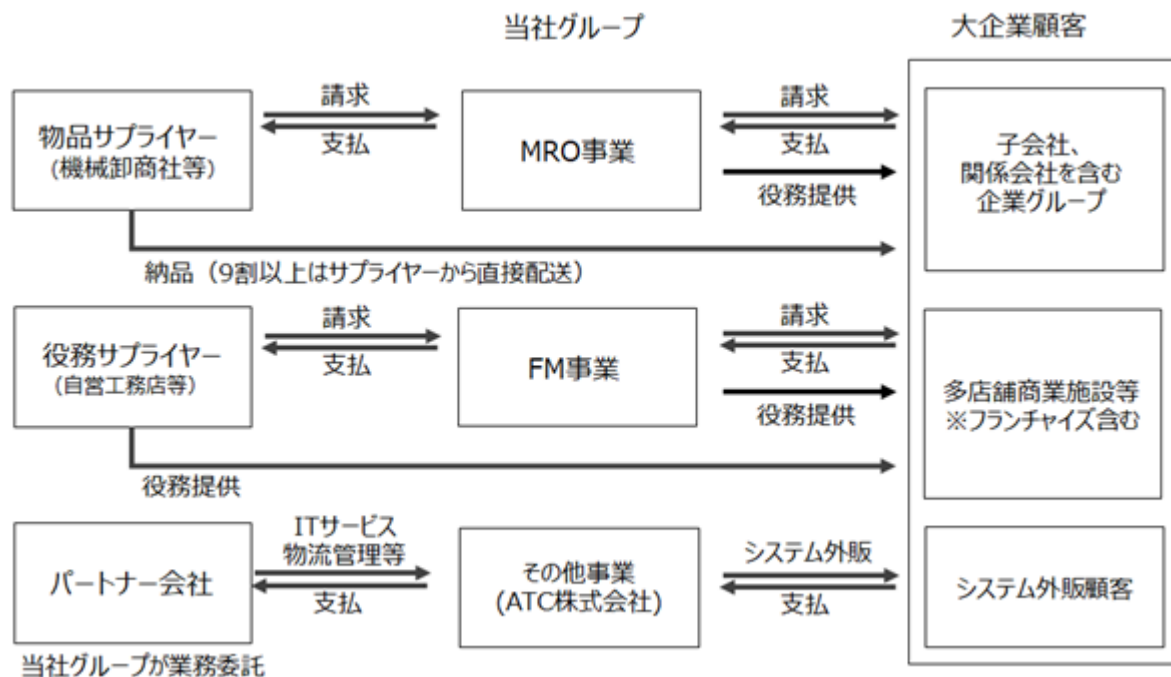 当社グループ
大企業顧客
物品サプライヤー
(機械卸商社等)
請求
支払
MRO事業
請求
支払
役務提供
子会社、
関係会社を含む
企業グループ
納品（9割以上はサプライヤーから直接配送）
役務サプライヤー
(自営工務店等)
請求
支払
FM事業
請求
支払
役務提供
多店舗商業施設等
※フランチャイズ含む
役務提供
パートナー会社
ITサービス
物流管理等
支払
その他事業
(ATC株式会社)
システム外販
支払
システム外販顧客
当社グループが業務委託